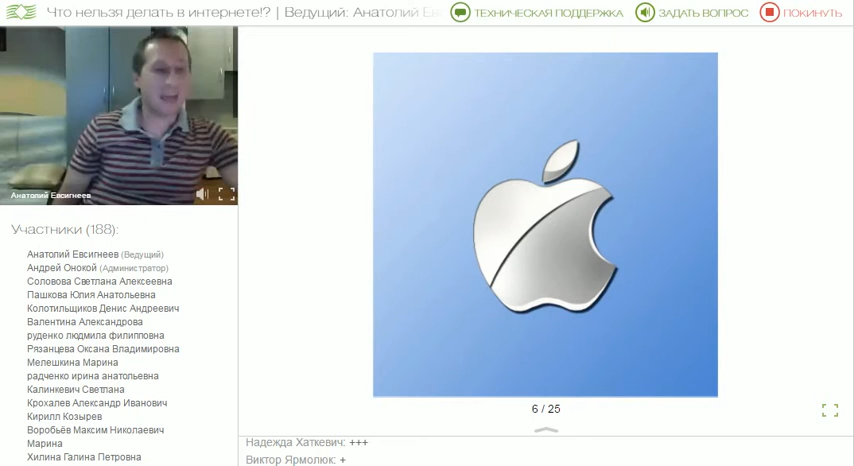 Что нельзя делать в интернете!? | Ведущий: Анатолий Ев
ТЕХНИЧЕСКАЯ ПОДДЕРЖКА
ЗАДАТЬ ВОПРОС
ПОКИНУТЬ
Анатолий Евсигнеев
Участники (188):
Анатолий Евсигнеев (Ведущий)
Андрей Онокой (Администратор)
Соловова Светлана Алексеевна
Пашкова Юлия Анатольевна
Колотильщиков Денис Андреевич
Валентина Александрова
руденко людмила филипповна
Рязанцева Оксана Владимировна
Мелешкина Марина
радченко ирина анатольевна
Калинкевич Светлана
Крохалев Александр Иванович
Кирилл Козырев
Воробьёв Максим Николаевич
Марина
Хилина Галина Петровна
6 / 25
Надежда Хаткевич: +++
Виктор Ярмолюк: +